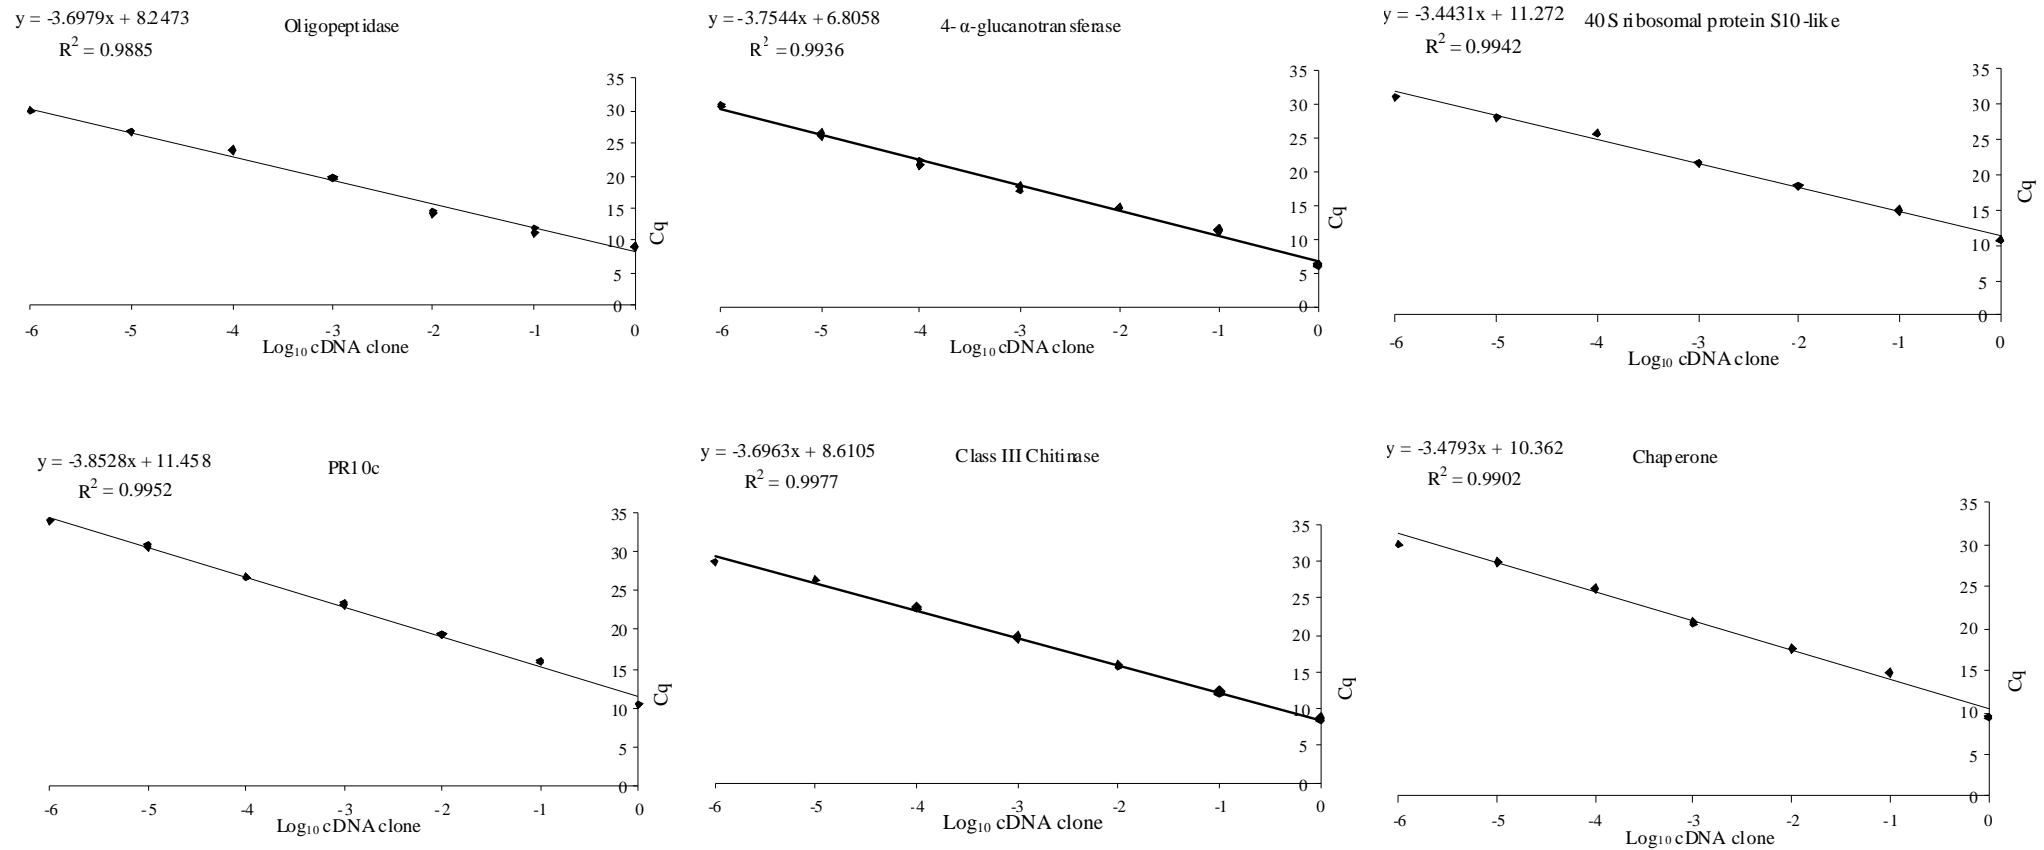 y = -3.6979x + 8.2473
R² = 0.9885
Oligopeptidase
35
30
25
20
15
10
5
0
Cq
-6 -5 -4 -3 -2 -1 0
Log₁₀ cDNA clone
y = -3.7544x + 6.8058
R² = 0.9936
4- α-glucanotransferase
35
30
25
20
15
10
5
0
Cq
-6 -5 -4 -3 -2 -1 0
Log₁₀ cDNA clone
y = -3.4431x + 11.272
R² = 0.9942
40S ribosomal protein S10-like
35
30
25
20
15
10
5
0
Cq
-6 -5 -4 -3 -2 -1 0
Log₁₀ cDNA clone
y = -3.8528x + 11.458
R² = 0.9952
PR10c
35
30
25
20
15
10
5
0
Cq
-6 -5 -4 -3 -2 -1 0
Log₁₀ cDNA clone
y = -3.6963x + 8.6105
R² = 0.9977
Class III Chitinase
35
30
25
20
15
10
5
0
Cq
-6 -5 -4 -3 -2 -1 0
Log₁₀ cDNA clone
y = -3.4793x + 10.362
R² = 0.9902
Chaperone
35
30
25
20
15
10
5
0
Cq
-6 -5 -4 -3 -2 -1 0
Log₁₀ cDNA clone